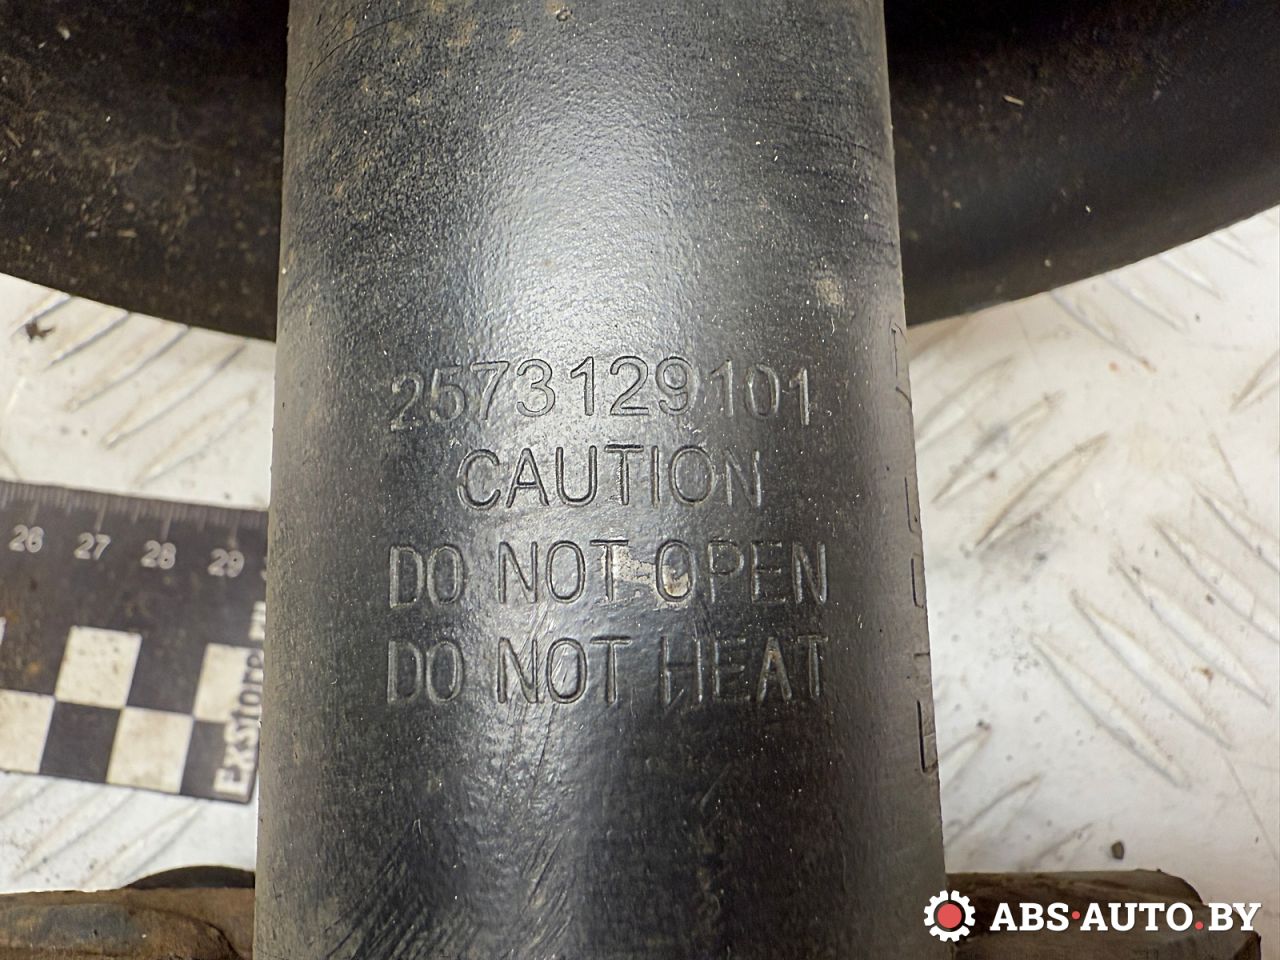 2573129101
CAUTION
DO NOT OPEN
DO NOT HEAT
26 27 28 29
ABS·AUTO.BY